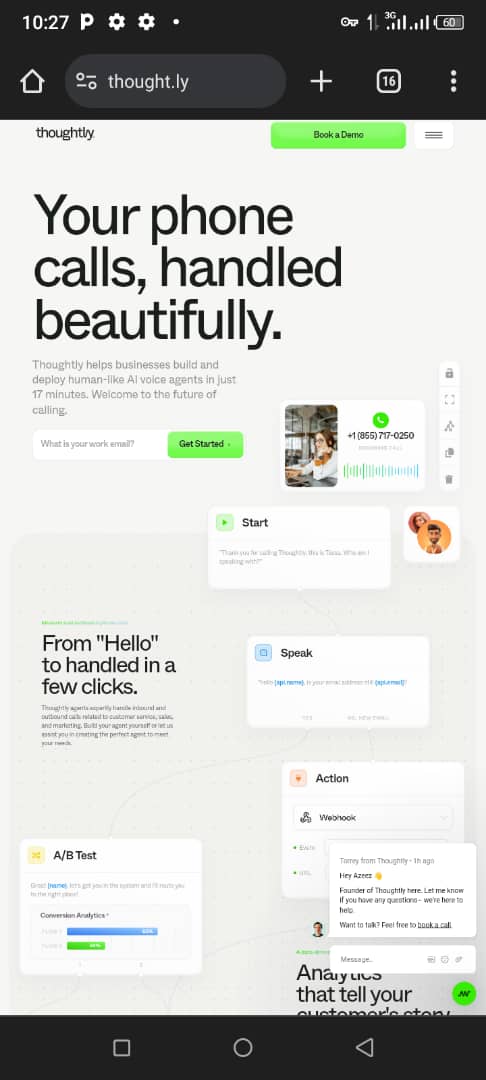 10:27
3G
60
thought.ly
16
thoughtly
Book a Demo
Your phone
calls, handled
beautifully.
Thoughtly helps businesses build and
deploy human-like AI voice agents in just
17 minutes. Welcome to the future of
calling.
What is your work email?
Get Started ›
+1 (855) 717-0250
Start
"Thank you for calling Thoughtly, this is Tessa. Who am I
speaking with?"
From "Hello"
to handled in a
few clicks.
Thoughtly agents expertly handle inbound and
outbound calls related to customer service, sales,
and marketing. Build your agent yourself or let us
assist you in creating the perfect agent to meet
your needs.
Speak
"Hello {api.name}, is your email address still {api.email}?"
YES
NO, NEW EMAIL
Action
Webhook
URL
A/B Test
Great {name}, let's get you in the system and I'll route you
to the right place!
Conversion Analytics
Torrey from Thoughtly • 1h ago
Hey Azeez 👋
Founder of Thoughtly here. Let me know
if you have any questions – we're here to
help.
Want to talk? Feel free to book a call.
Message...
Analytics
that tell your
customer's story